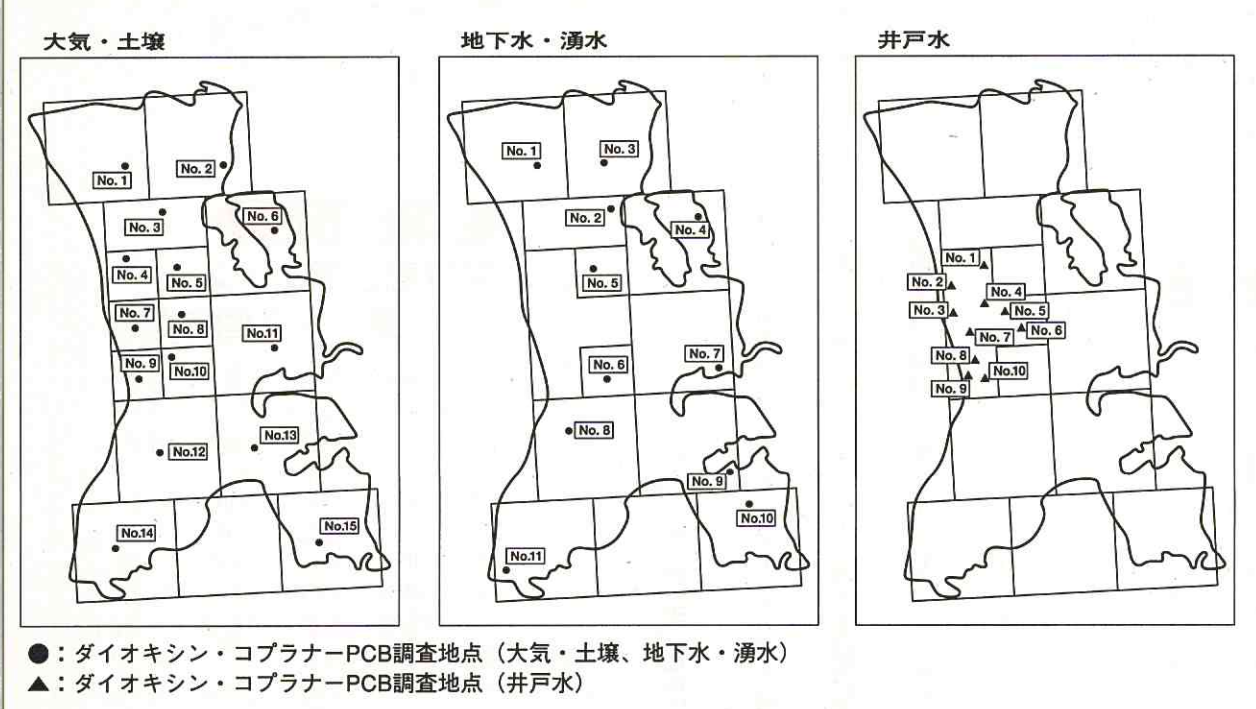 大気・土壌
No. 1
No. 2
No. 3
No. 6
No. 4
No. 5
No. 7
No. 8
No.11
No. 9
No.10
No.13
No.12
No.14
No.15
地下水・湧水
No. 1
No. 3
No. 2
No. 4
No. 5
No. 6
No. 7
No. 8
No. 9
No.10
No.11
井戸水
No. 1
No. 2
No. 4
No. 3
No. 5
No. 6
No. 7
No. 8
No.10
No. 9
●：ダイオキシン・コプラナーPCB調査地点（大気・土壌、地下水・湧水）
▲：ダイオキシン・コプラナーPCB調査地点（井戸水）